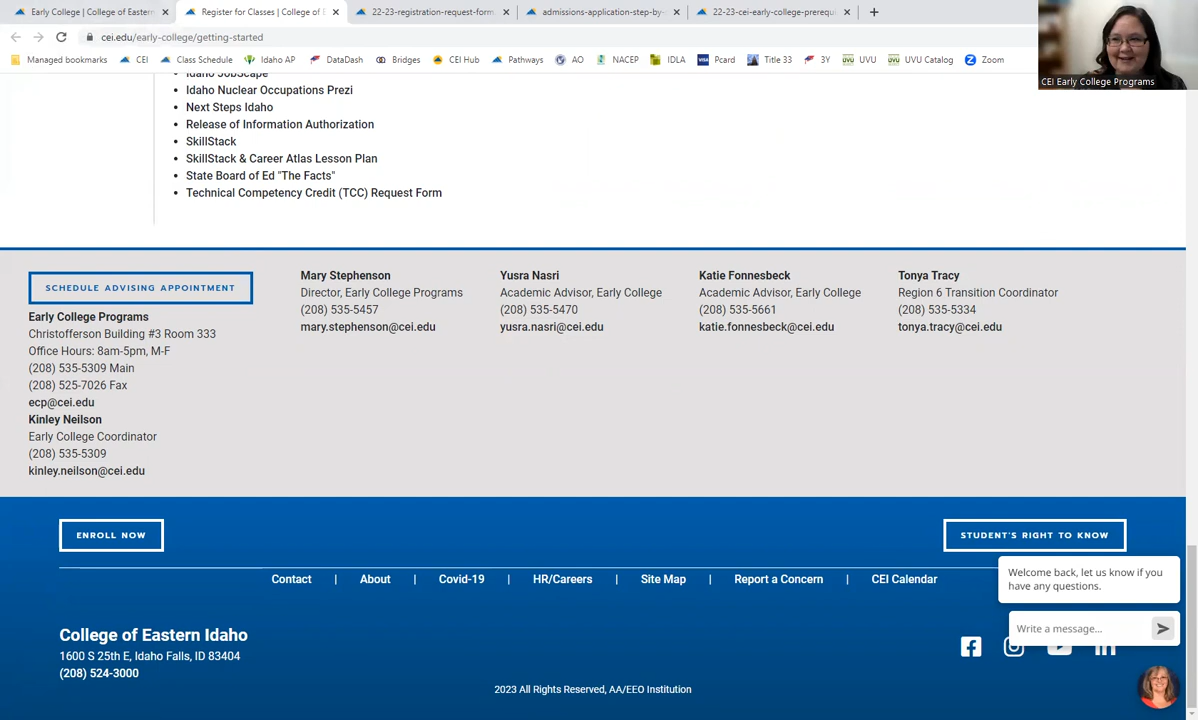 Early College | College of Eastern
Register for Classes | College of E
22-23-registration-request-form
admissions-application-step-by-
22-23-cei-early-college-prerequi
cei.edu/early-college/getting-started
Managed bookmarks
CEI
Class Schedule
Idaho AP
DataDash
Bridges
CEI Hub
Pathways
AO
NACEP
IDLA
Pcard
Title 33
3Y
UVU
UVU Catalog
Zoom
CEI Early College Programs
Idaho JobScape
Idaho Nuclear Occupations Prezi
Next Steps Idaho
Release of Information Authorization
SkillStack
SkillStack & Career Atlas Lesson Plan
State Board of Ed "The Facts"
Technical Competency Credit (TCC) Request Form
SCHEDULE ADVISING APPOINTMENT
Early College Programs
Christofferson Building #3 Room 333
Office Hours: 8am-5pm, M-F
(208) 535-5309 Main
(208) 525-7026 Fax
ecp@cei.edu
Kinley Neilson
Early College Coordinator
(208) 535-5309
kinley.neilson@cei.edu
Mary Stephenson
Director, Early College Programs
(208) 535-5457
mary.stephenson@cei.edu
Yusra Nasri
Academic Advisor, Early College
(208) 535-5470
yusra.nasri@cei.edu
Katie Fonnesbeck
Academic Advisor, Early College
(208) 535-5661
katie.fonnesbeck@cei.edu
Tonya Tracy
Region 6 Transition Coordinator
(208) 535-5334
tonya.tracy@cei.edu
ENROLL NOW
STUDENT'S RIGHT TO KNOW
Contact | About | Covid-19 | HR/Careers | Site Map | Report a Concern | CEI Calendar
Welcome back, let us know if you
have any questions.
Write a message...
College of Eastern Idaho
1600 S 25th E, Idaho Falls, ID 83404
(208) 524-3000
2023 All Rights Reserved, AA/EEO Institution